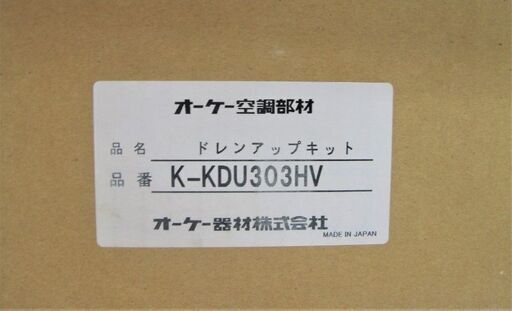 オーケー空調部材
品名 ドレンアップキット
品番 K-KDU303HV
オーケー器材株式会社
MADE IN JAPAN